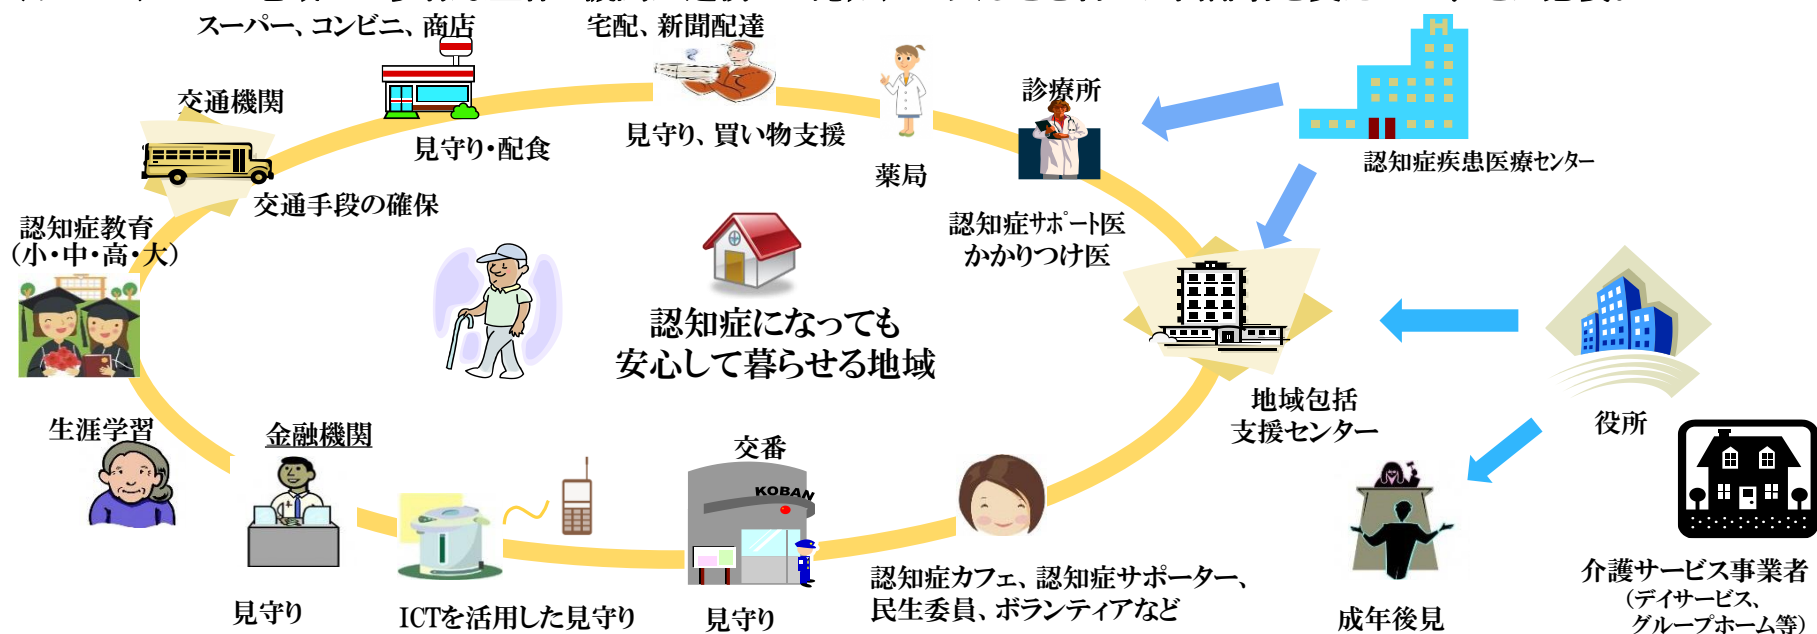 スーパー、コンビニ、商店
宅配、新聞配達
交通機関
診療所
見守り・配食
見守り、買い物支援
薬局
認知症疾患医療センター
交通手段の確保
認知症教育
(小・中・高・大)
認知症サポート医
かかりつけ医
認知症になっても
安心して暮らせる地域
地域包括
支援センター
役所
生涯学習
金融機関
交番
KOBAN
見守り
ICTを活用した見守り
見守り
認知症カフェ、認知症サポーター、
民生委員、ボランティアなど
成年後見
介護サービス事業者
(デイサービス、
グループホーム等)